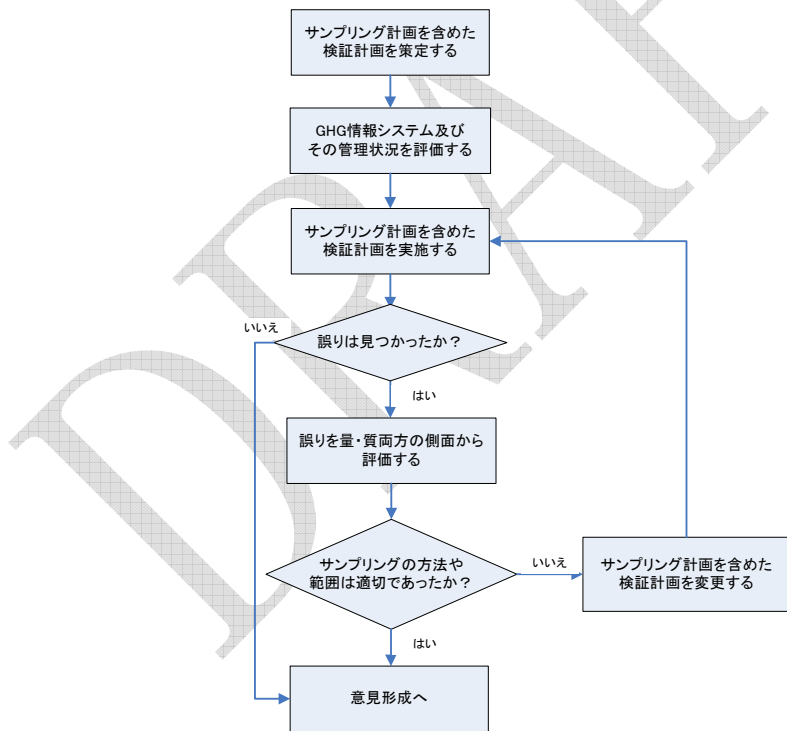 サンプリング計画を含めた
検証計画を策定する
GHG情報システム及び
その管理状況を評価する
サンプリング計画を含めた
検証計画を実施する
いいえ
誤りは見つかったか？
はい
誤りを量・質両方の側面から
評価する
サンプリングの方法や
範囲は適切であったか？
いいえ
サンプリング計画を含めた
検証計画を変更する
はい
意見形成へ
DRAF